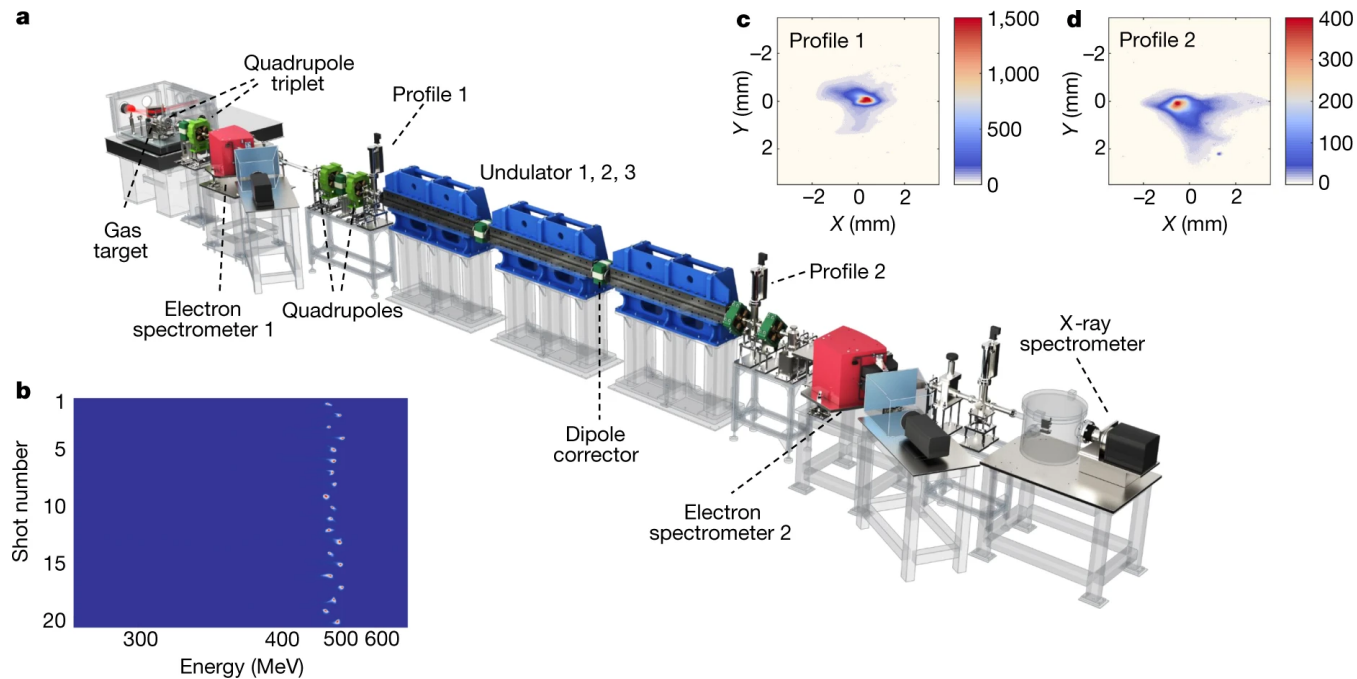 a
Quadrupole
triplet
Profile 1
Undulator 1, 2, 3
Gas
target
Electron
spectrometer 1
Quadrupoles
Profile 2
X-ray
spectrometer
Dipole
corrector
Electron
spectrometer 2
b
Shot number
1
5
10
15
20
300 400 500 600
Energy (MeV)
c
Profile 1
Y (mm)
−2
0
2
−2 0 2
X (mm)
1,500
1,000
500
0
d
Profile 2
Y (mm)
−2
0
2
−2 0 2
X (mm)
400
300
200
100
0